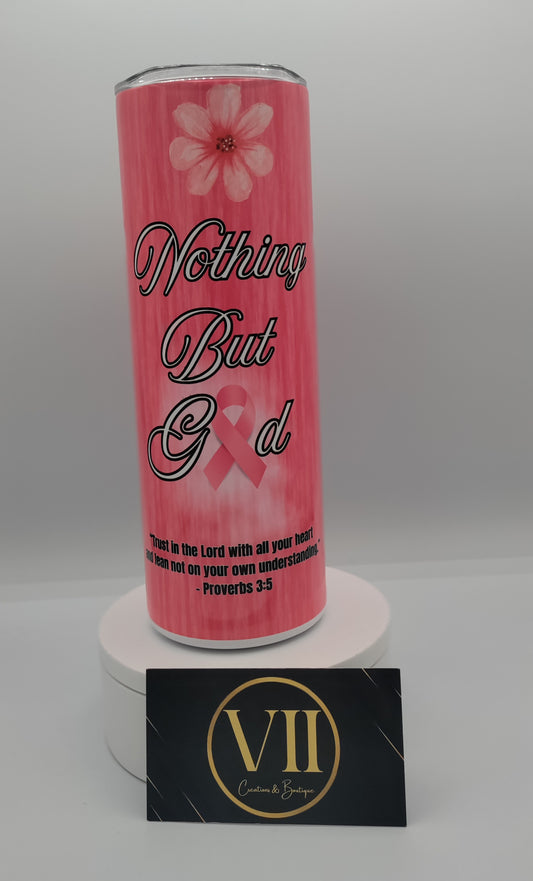 Nothing
But
God
"Trust in the Lord with all your heart
and lean not on your own understanding."
- Proverbs 3:5
VII
Creations & Boutique